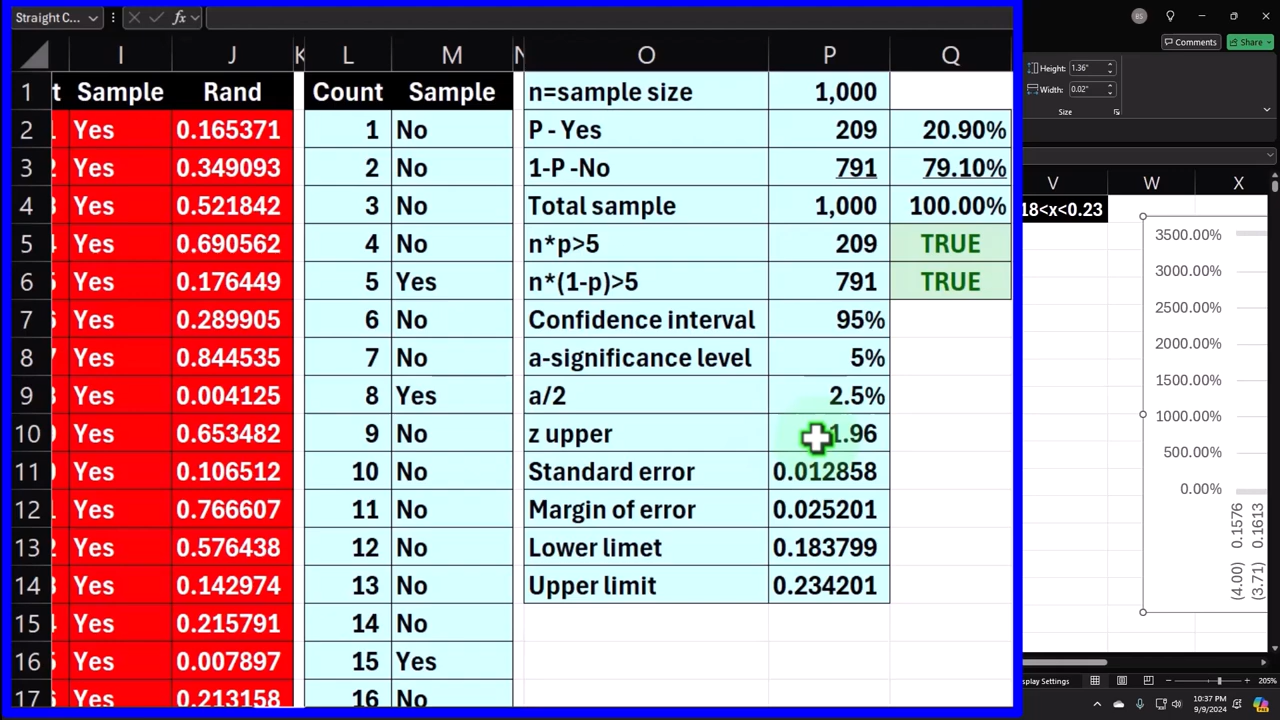 Straight C...
fx
BS
Comments
Share
Height: 1.36"
Width: 0.02"
Size
I J K L M N O P Q
V W X
1 t Sample Rand Count Sample n=sample size 1,000
2 Yes 0.165371 1 No P - Yes 209 20.90%
3 Yes 0.349093 2 No 1-P -No 791 79.10%
4 Yes 0.521842 3 No Total sample 1,000 100.00%
5 Yes 0.690562 4 No n*p>5 209 TRUE
6 Yes 0.176449 5 Yes n*(1-p)>5 791 TRUE
7 Yes 0.289905 6 No Confidence interval 95%
8 Yes 0.844535 7 No a-significance level 5%
9 Yes 0.004125 8 Yes a/2 2.5%
10 Yes 0.653482 9 No z upper 1.96
11 Yes 0.106512 10 No Standard error 0.012858
12 Yes 0.766607 11 No Margin of error 0.025201
13 Yes 0.576438 12 No Lower limet 0.183799
14 Yes 0.142974 13 No Upper limit 0.234201
15 Yes 0.215791 14 No
16 Yes 0.007897 15 Yes
17 Yes 0.213158 16 No
18<x<0.23
3500.00%
3000.00%
2500.00%
2000.00%
1500.00%
1000.00%
500.00%
0.00%
(4.00) 0.1576
(3.71) 0.1613
splay Settings
205%
10:37 PM
9/9/2024